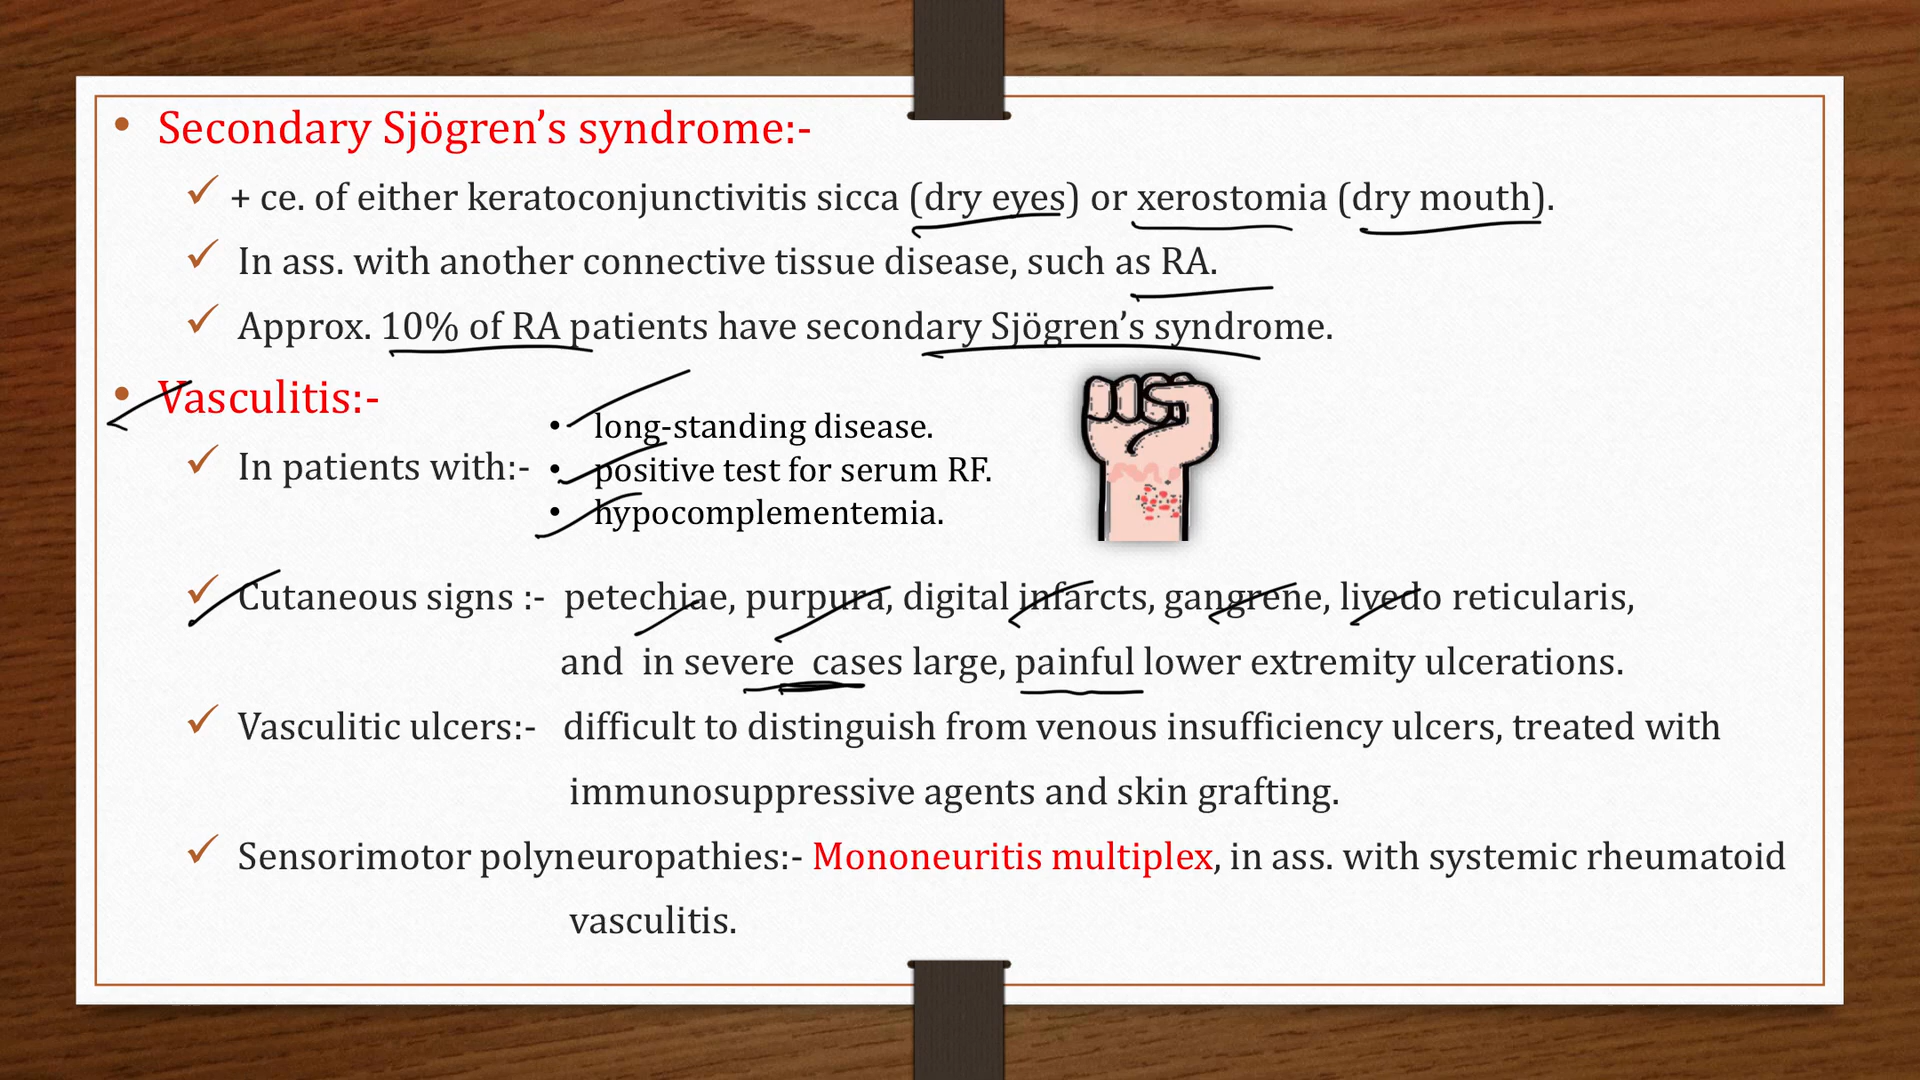 • Secondary Sjögren’s syndrome:-
✓ + ce. of either keratoconjunctivitis sicca (dry eyes) or xerostomia (dry mouth).
✓ In ass. with another connective tissue disease, such as RA.
✓ Approx. 10% of RA patients have secondary Sjögren’s syndrome.
• Vasculitis:-
✓ In patients with:-
• long-standing disease.
• positive test for serum RF.
• hypocomplementemia.
✓ Cutaneous signs :- petechiae, purpura, digital infarcts, gangrene, livedo reticularis,
and in severe cases large, painful lower extremity ulcerations.
✓ Vasculitic ulcers:- difficult to distinguish from venous insufficiency ulcers, treated with
immunosuppressive agents and skin grafting.
✓ Sensorimotor polyneuropathies:- Mononeuritis multiplex, in ass. with systemic rheumatoid
vasculitis.